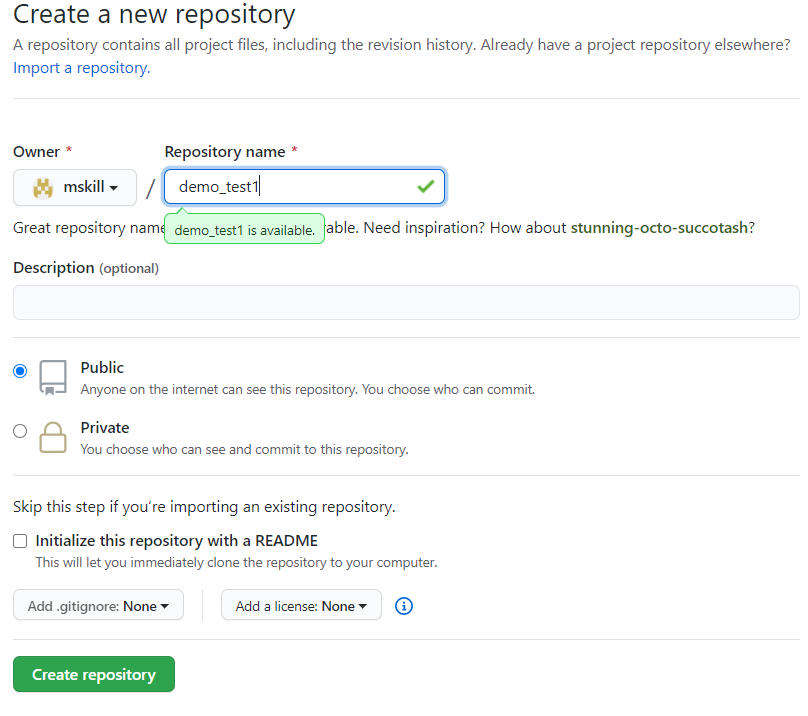 Create a new repository
A repository contains all project files, including the revision history. Already have a project repository elsewhere?
Import a repository.
Owner * Repository name *
mskill / demo_test1
Great repository name able. Need inspiration? How about stunning-octo-succotash?
demo_test1 is available.
Description (optional)
Public
Anyone on the internet can see this repository. You choose who can commit.
Private
You choose who can see and commit to this repository.
Skip this step if you’re importing an existing repository.
Initialize this repository with a README
This will let you immediately clone the repository to your computer.
Add .gitignore: None Add a license: None
Create repository